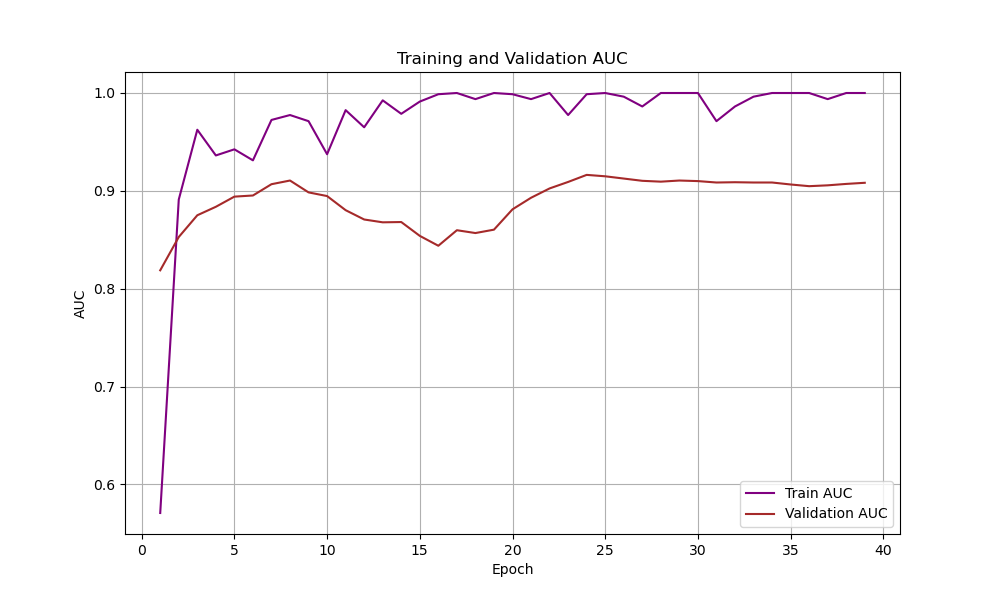 Training and Validation AUC
1.0
0.9
0.8
0.7
0.6
AUC
0 5 10 15 20 25 30 35 40
Epoch
Train AUC
Validation AUC